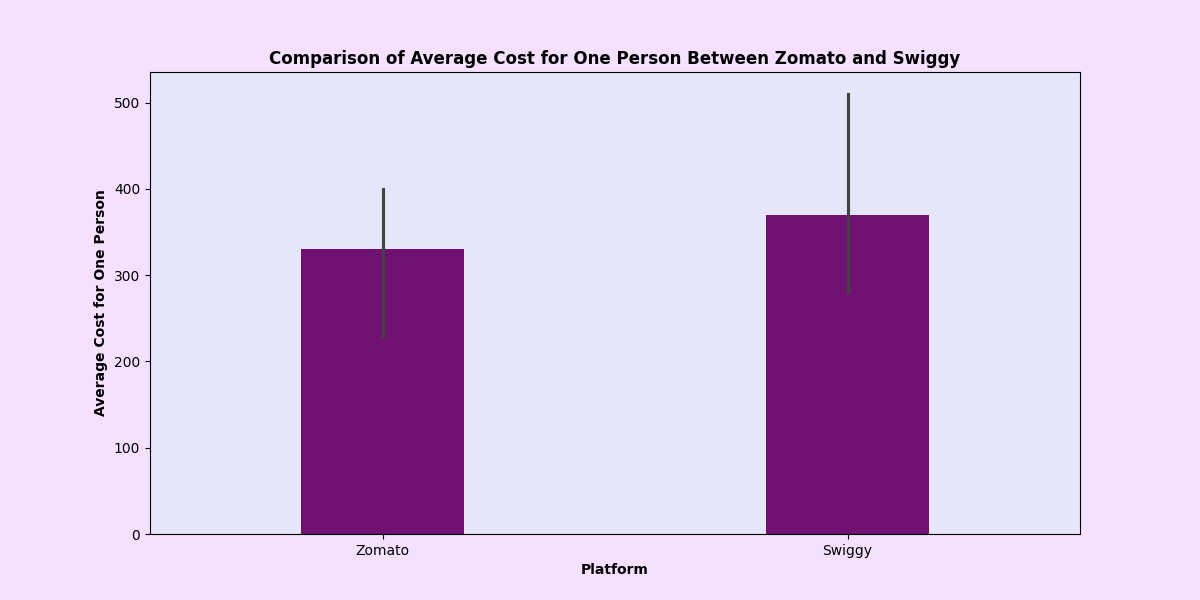 Comparison of Average Cost for One Person Between Zomato and Swiggy
Average Cost for One Person
500
400
300
200
100
0
Zomato
Swiggy
Platform